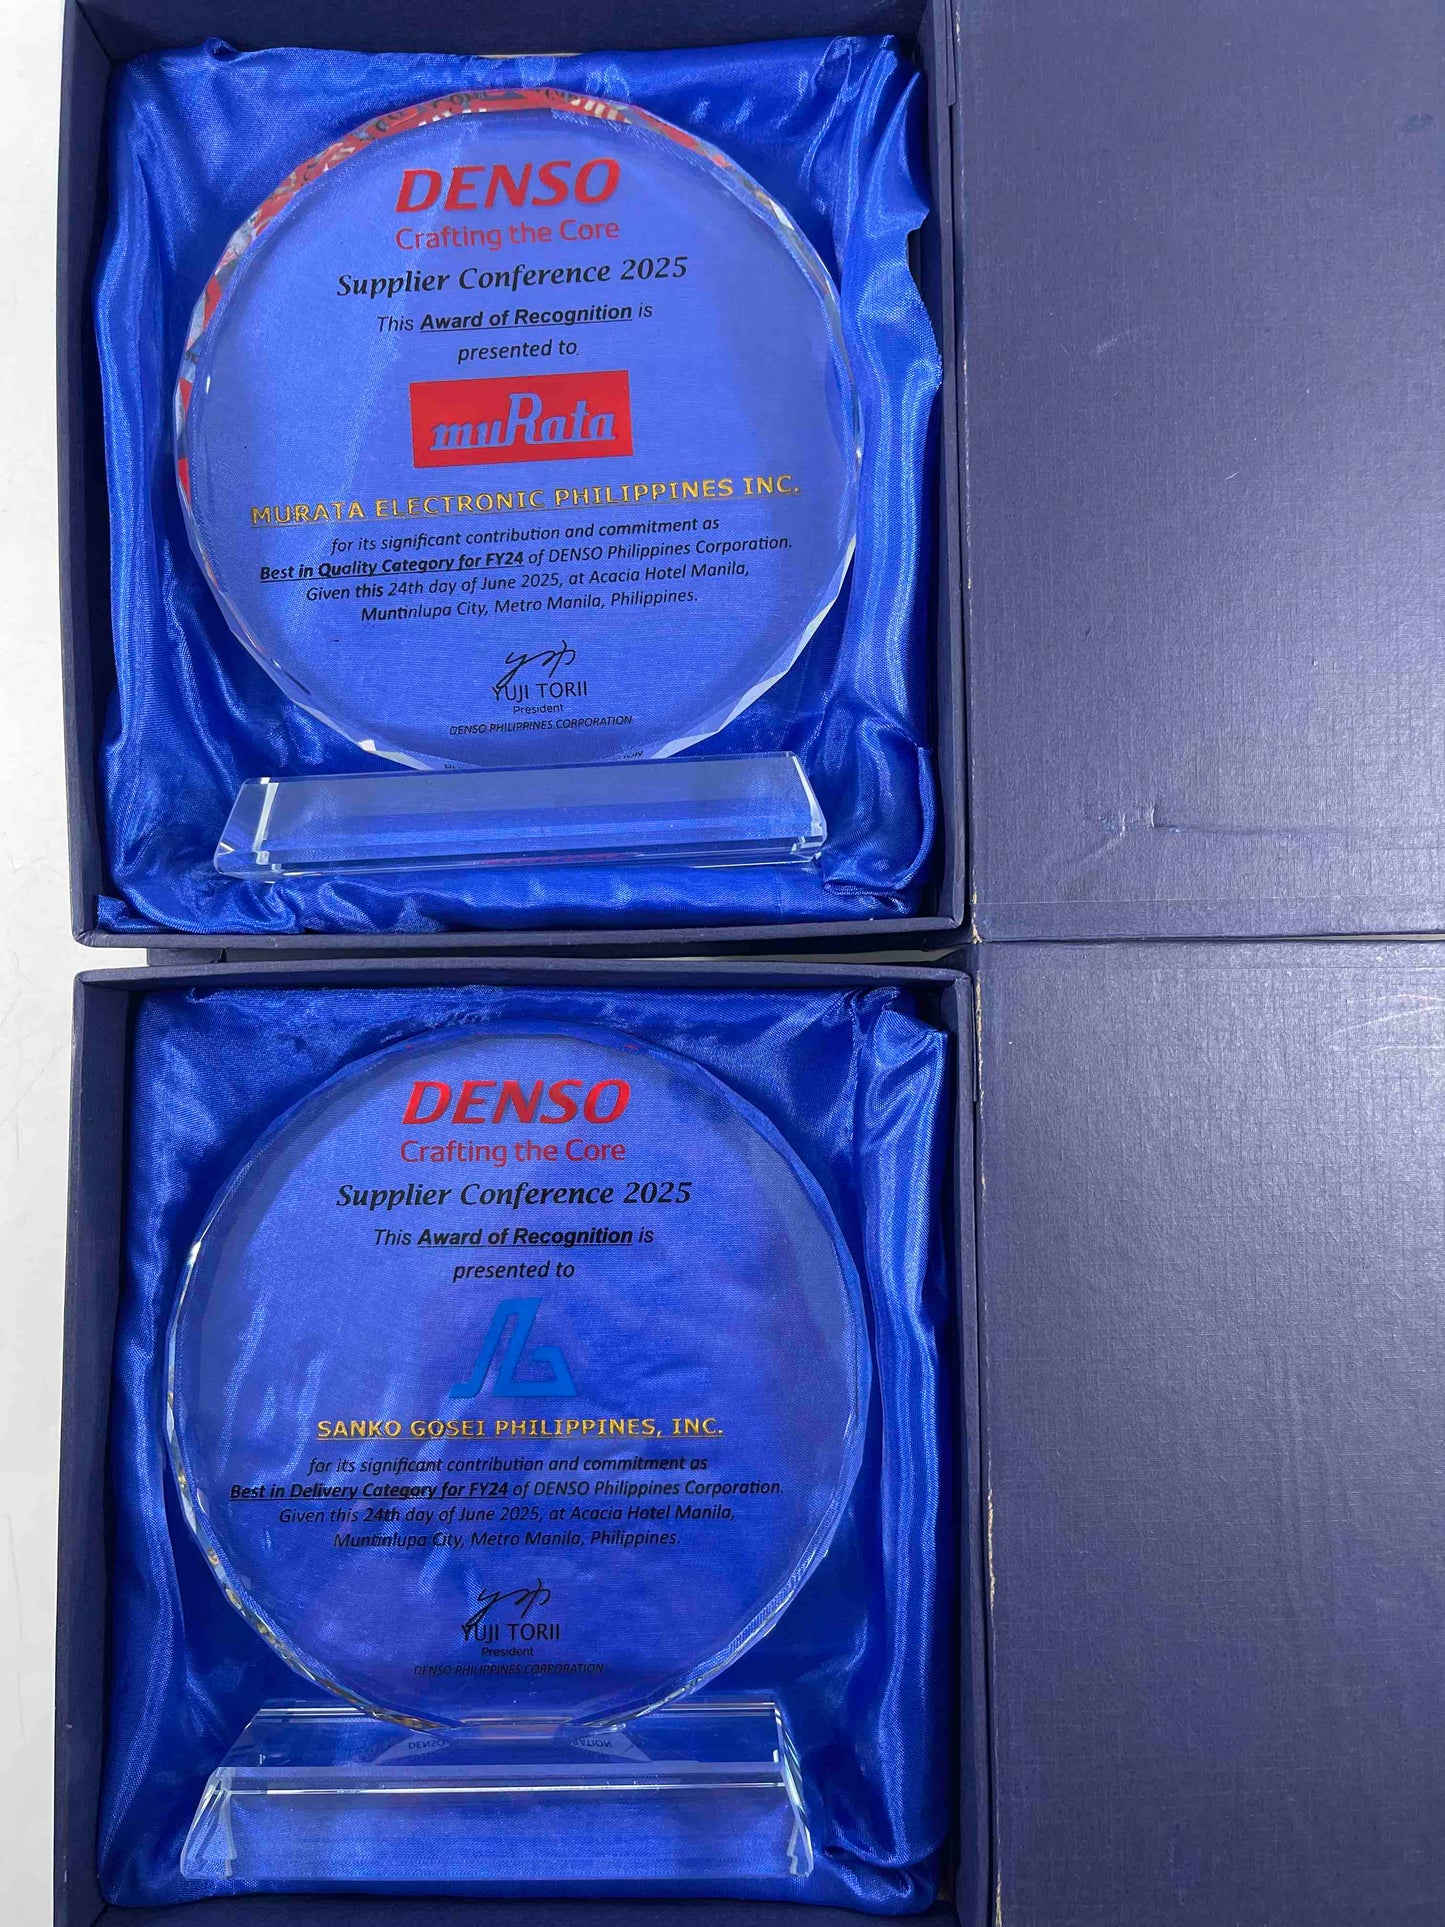 DENSO
Crafting the Core
Supplier Conference 2025
This Award of Recognition is
presented to
muRata
MURATA ELECTRONIC PHILIPPINES INC.
for its significant contribution and commitment as
Best in Quality Category for FY24 of DENSO Philippines Corporation.
Given this 24th day of June 2025, at Acacia Hotel Manila,
Muntinlupa City, Metro Manila, Philippines.
YUJI TORII
President
DENSO PHILIPPINES CORPORATION
DENSO
Crafting the Core
Supplier Conference 2025
This Award of Recognition is
presented to
SANKO GOSEI PHILIPPINES, INC.
for its significant contribution and commitment as
Best in Delivery Category for FY24 of DENSO Philippines Corporation.
Given this 24th day of June 2025, at Acacia Hotel Manila,
Muntinlupa City, Metro Manila, Philippines.
YUJI TORII
President
DENSO PHILIPPINES CORPORATION